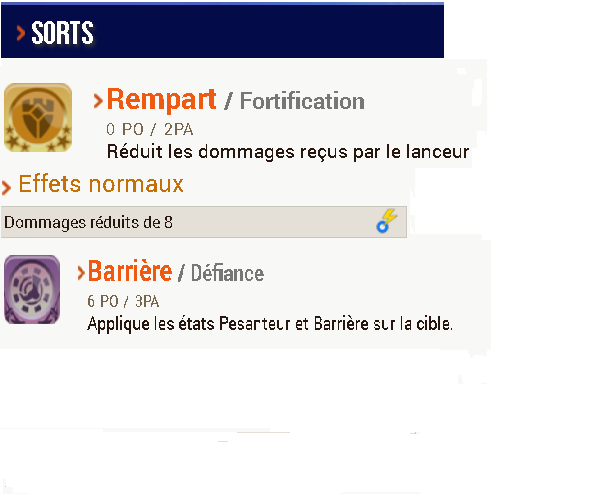 SORTS
Rempart / Fortification
0 PO / 2PA
Réduit les dommages reçus par le lanceur
Effets normaux
Dommages réduits de 8
Barrière / Défiance
6 PO / 3PA
Applique les états Pesanteur et Barrière sur la cible.